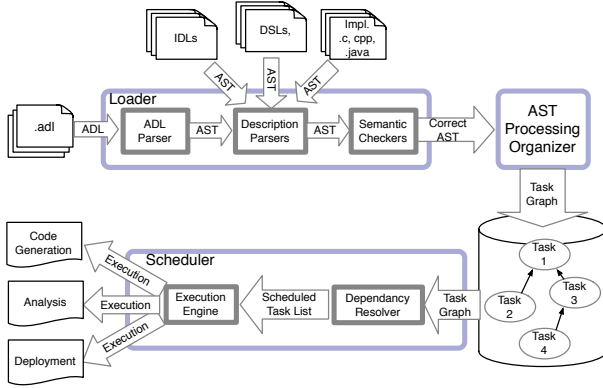 IDLs
DSLs,
Impl.
.c, cpp,
.java
AST
AST
AST
Loader
.adl
ADL
ADL
Parser
AST
Description
Parsers
AST
Semantic
Checkers
Correct
AST
AST
Processing
Organizer
Task
Graph
Code
Generation
Analysis
Deployment
Execution
Execution
Execution
Scheduler
Execution
Engine
Scheduled
Task List
Dependancy
Resolver
Task
Graph
Task
1
Task
2
Task
3
Task
4